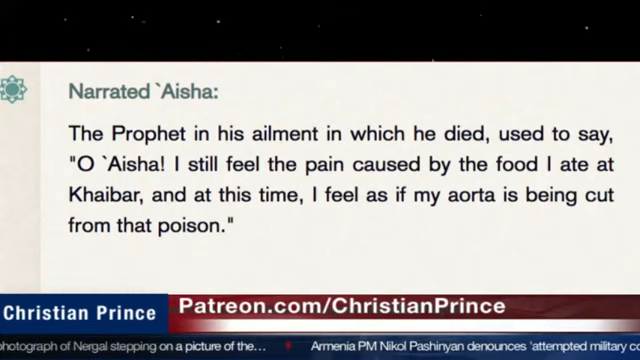 Narrated `Aisha:
The Prophet in his ailment in which he died, used to say,
"O `Aisha! I still feel the pain caused by the food I ate at
Khaibar, and at this time, I feel as if my aorta is being cut
from that poison."
Christian Prince
Patreon.com/ChristianPrince
photograph of Nergal stepping on a picture of the... * Armenia PM Nikol Pashinyan denounces 'attempted military